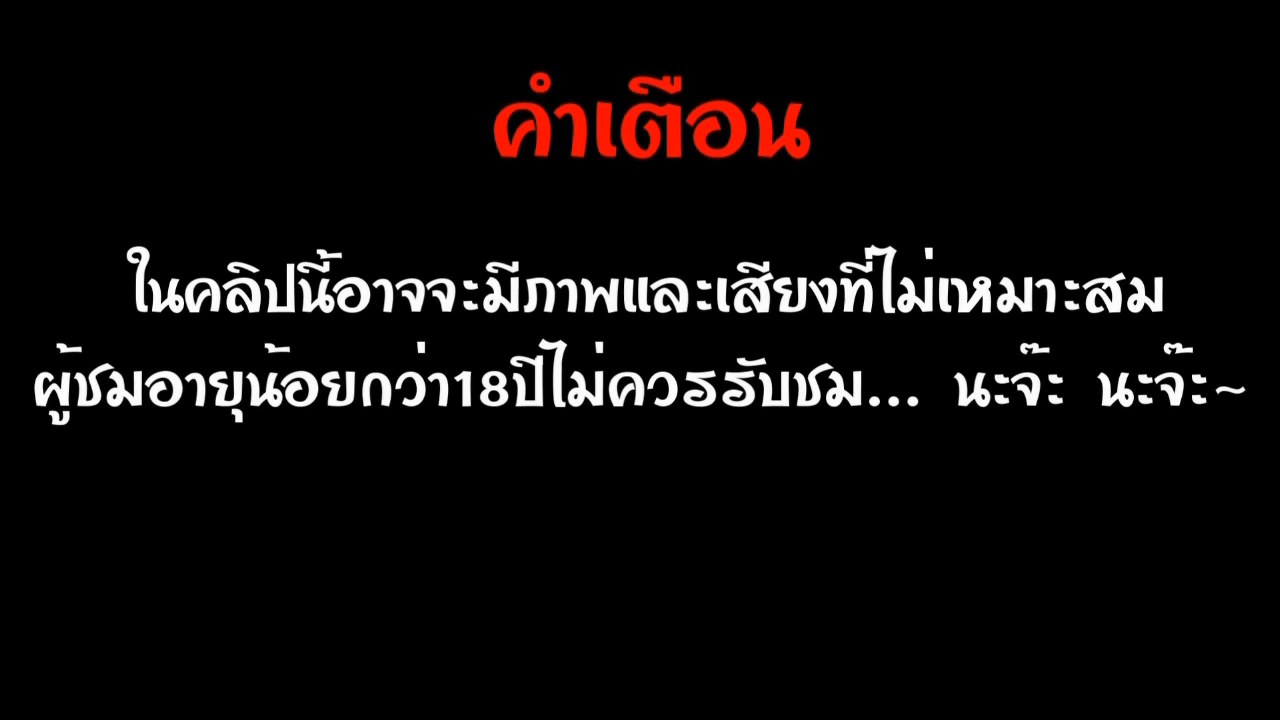 คำเตือน
ในคลิปนี้อาจจะมีภาพและเสียงที่ไม่เหมาะสม
ผู้ชมอายุน้อยกว่า18ปีไม่ควรรับชม... นะจ๊ะ นะจ๊ะ~